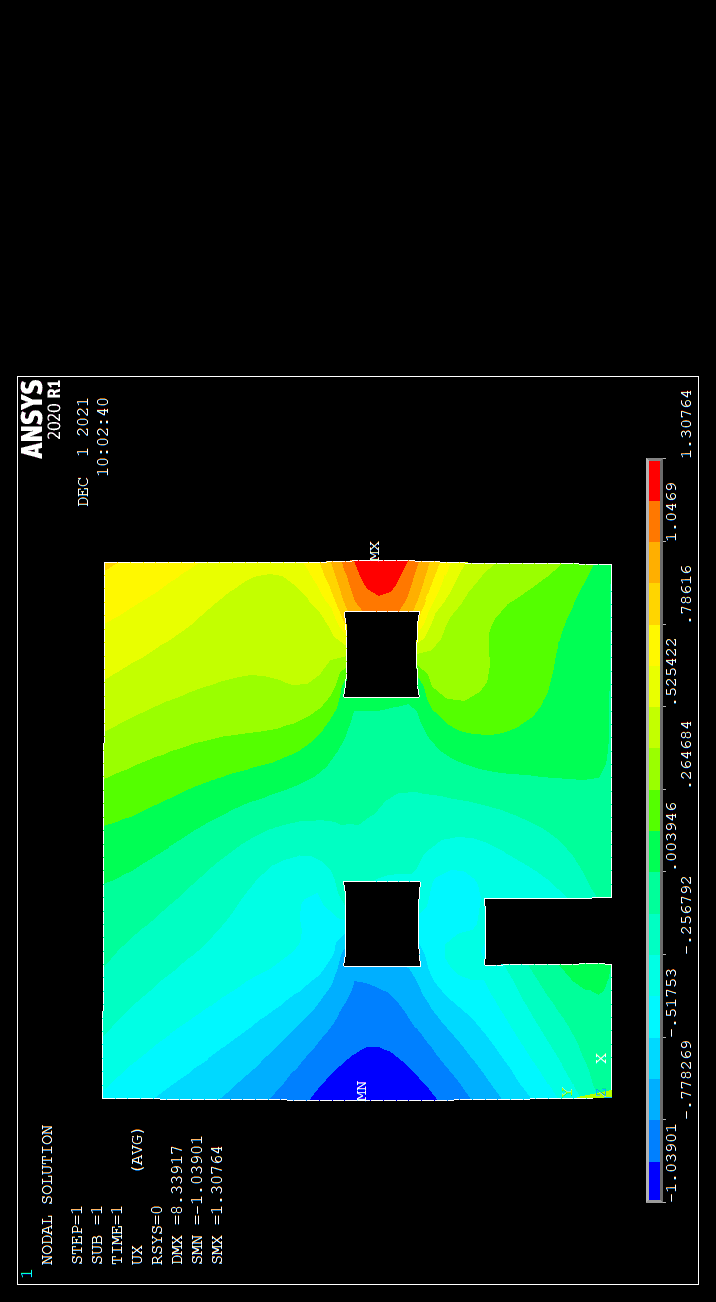 1
NODAL SOLUTION
STEP=1
SUB =1
TIME=1
UX (AVG)
RSYS=0
DMX =8.33917
SMN =-1.03901
SMX =1.30764
ANSYS
2020 R1
DEC 1 2021
10:02:40
MN
MX
Y
Z X
-1.03901
-.778269
-.51753
-.256792
.003946
.264684
.525422
.78616
1.0469
1.30764